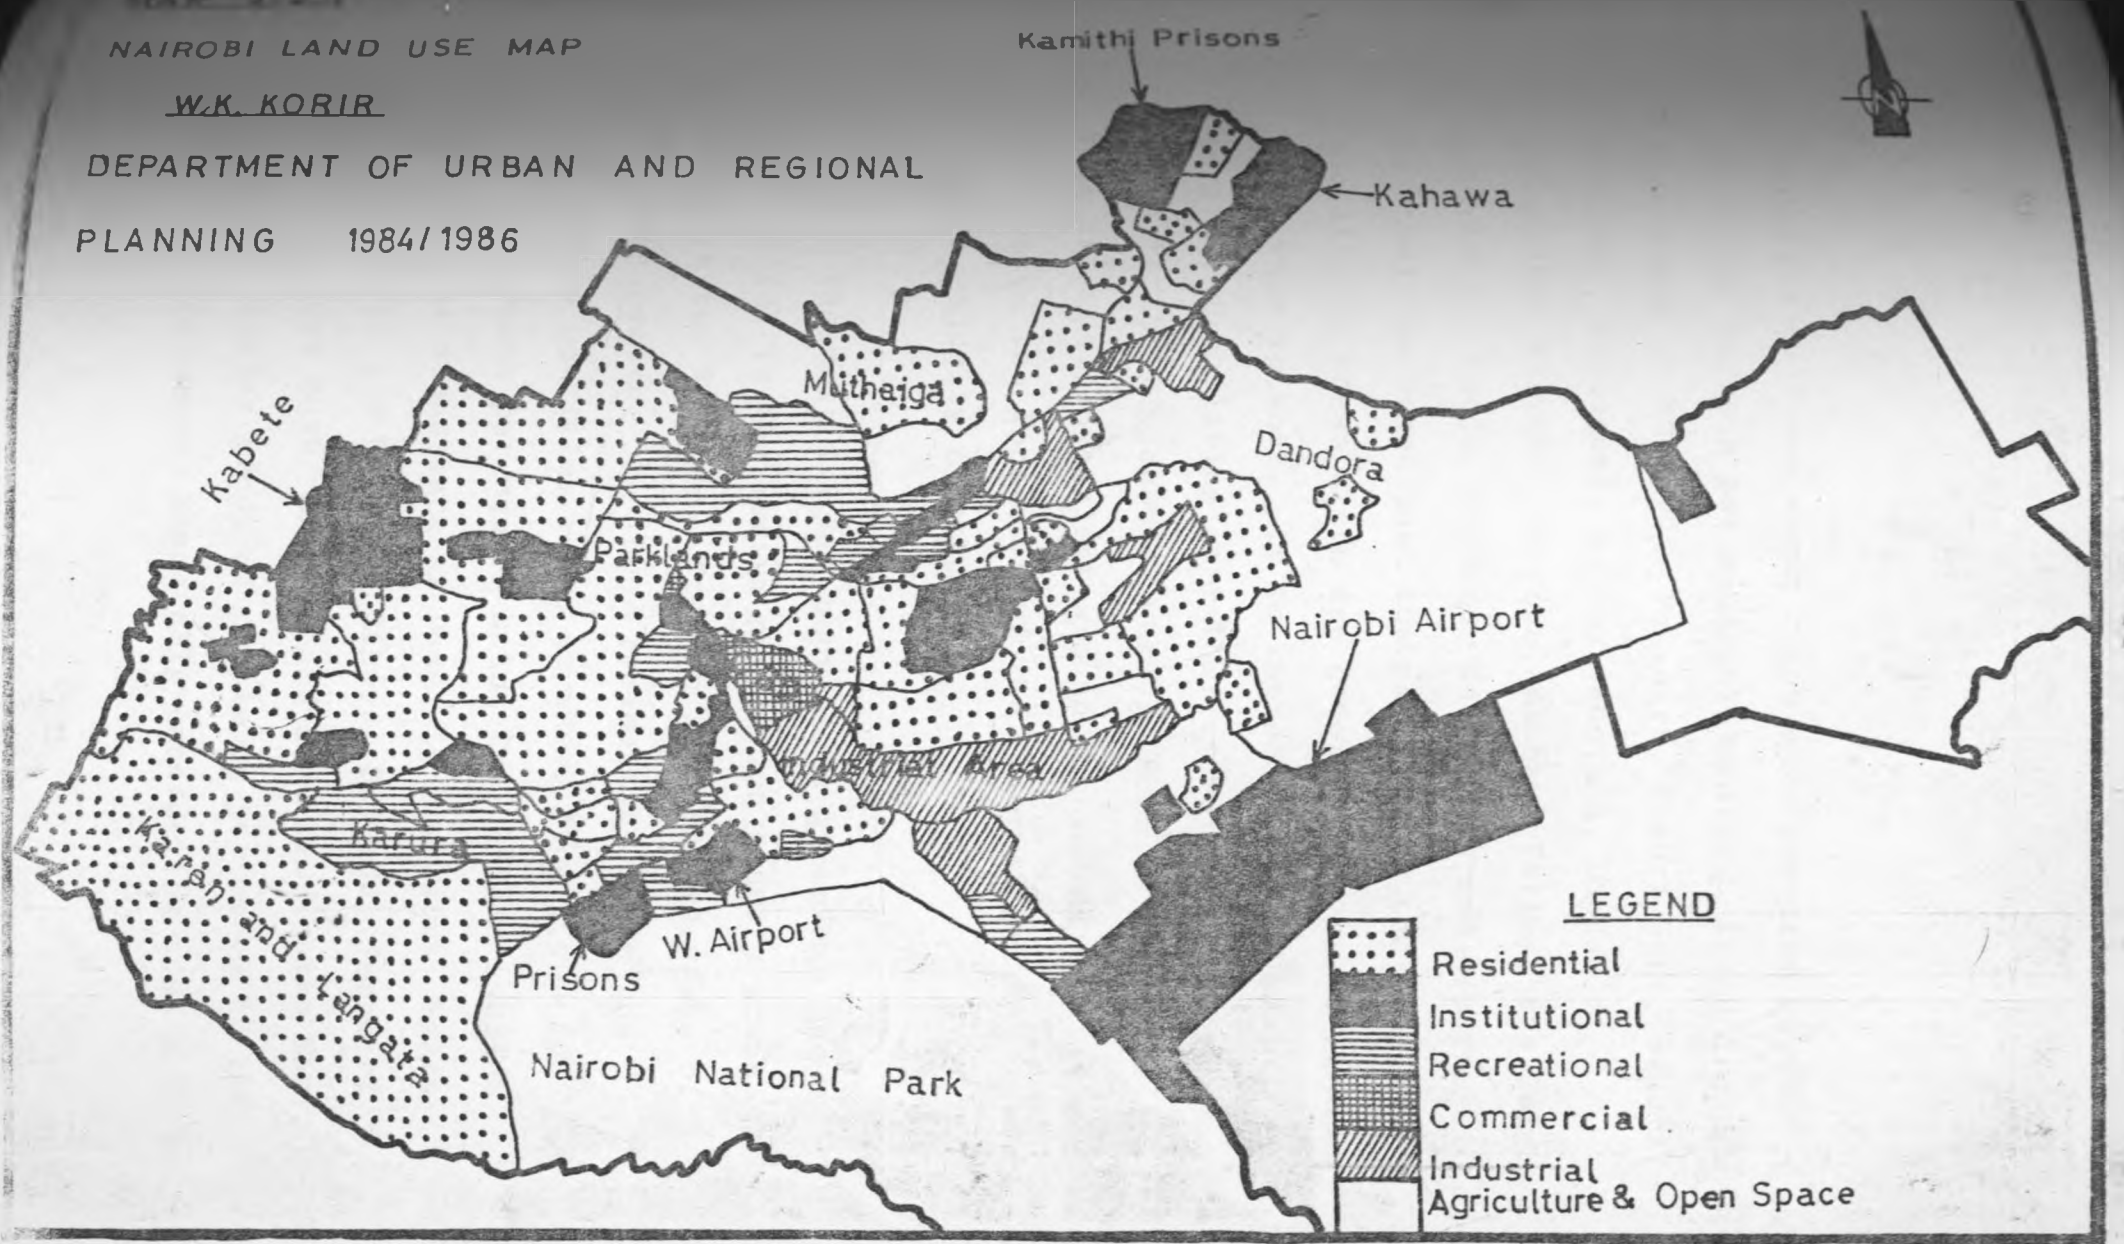 NAIROBI LAND USE MAP
W.K. KORIR
DEPARTMENT OF URBAN AND REGIONAL
PLANNING 1984/1986
Kamithi Prisons
N
Kahawa
Muthaiga
Kabete
Dandora
Parklands
Nairobi Airport
Industrial Area
Karura
Karen and Langata
W. Airport
Prisons
Nairobi National Park
LEGEND
Residential
Institutional
Recreational
Commercial
Industrial
Agriculture & Open Space